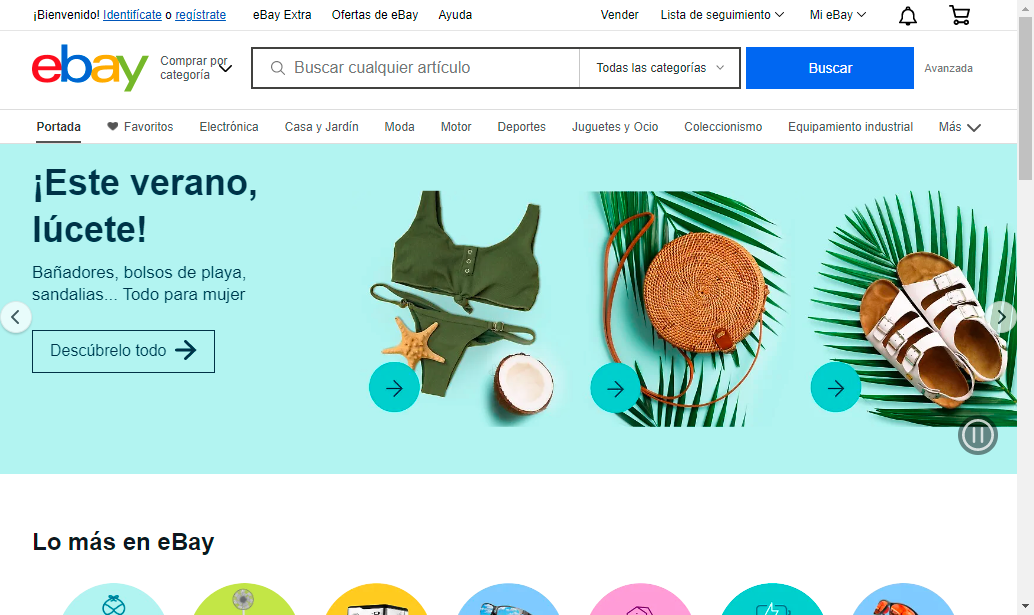 ¡Bienvenido! Identifícate o regístrate eBay Extra Ofertas de eBay Ayuda Vender Lista de seguimiento Mi eBay
ebay
Comprar por
categoría
Buscar cualquier artículo Todas las categorías Buscar Avanzada
Portada Favoritos Electrónica Casa y Jardín Moda Motor Deportes Juguetes y Ocio Coleccionismo Equipamiento industrial Más
¡Este verano,
lúcete!
Bañadores, bolsos de playa,
sandalias... Todo para mujer
Descúbrelo todo
Lo más en eBay